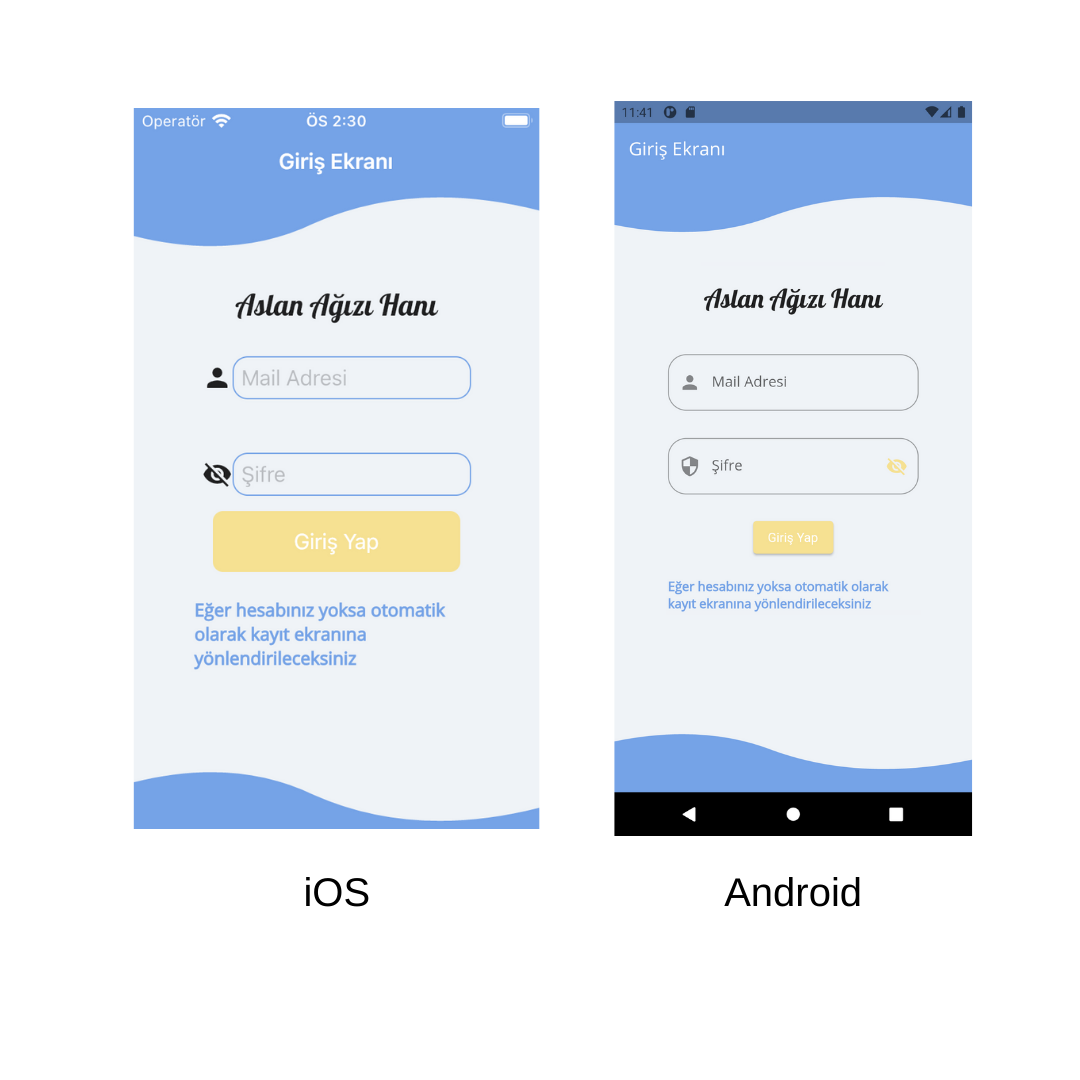 Operatör ÖS 2:30
Giriş Ekranı
Aslan Ağızı Hanı
Mail Adresi
Şifre
Giriş Yap
Eğer hesabınız yoksa otomatik
olarak kayıt ekranına
yönlendirileceksiniz
iOS
11:41
Giriş Ekranı
Aslan Ağızı Hanı
Mail Adresi
Şifre
Giriş Yap
Eğer hesabınız yoksa otomatik olarak
kayıt ekranına yönlendirileceksiniz
Android